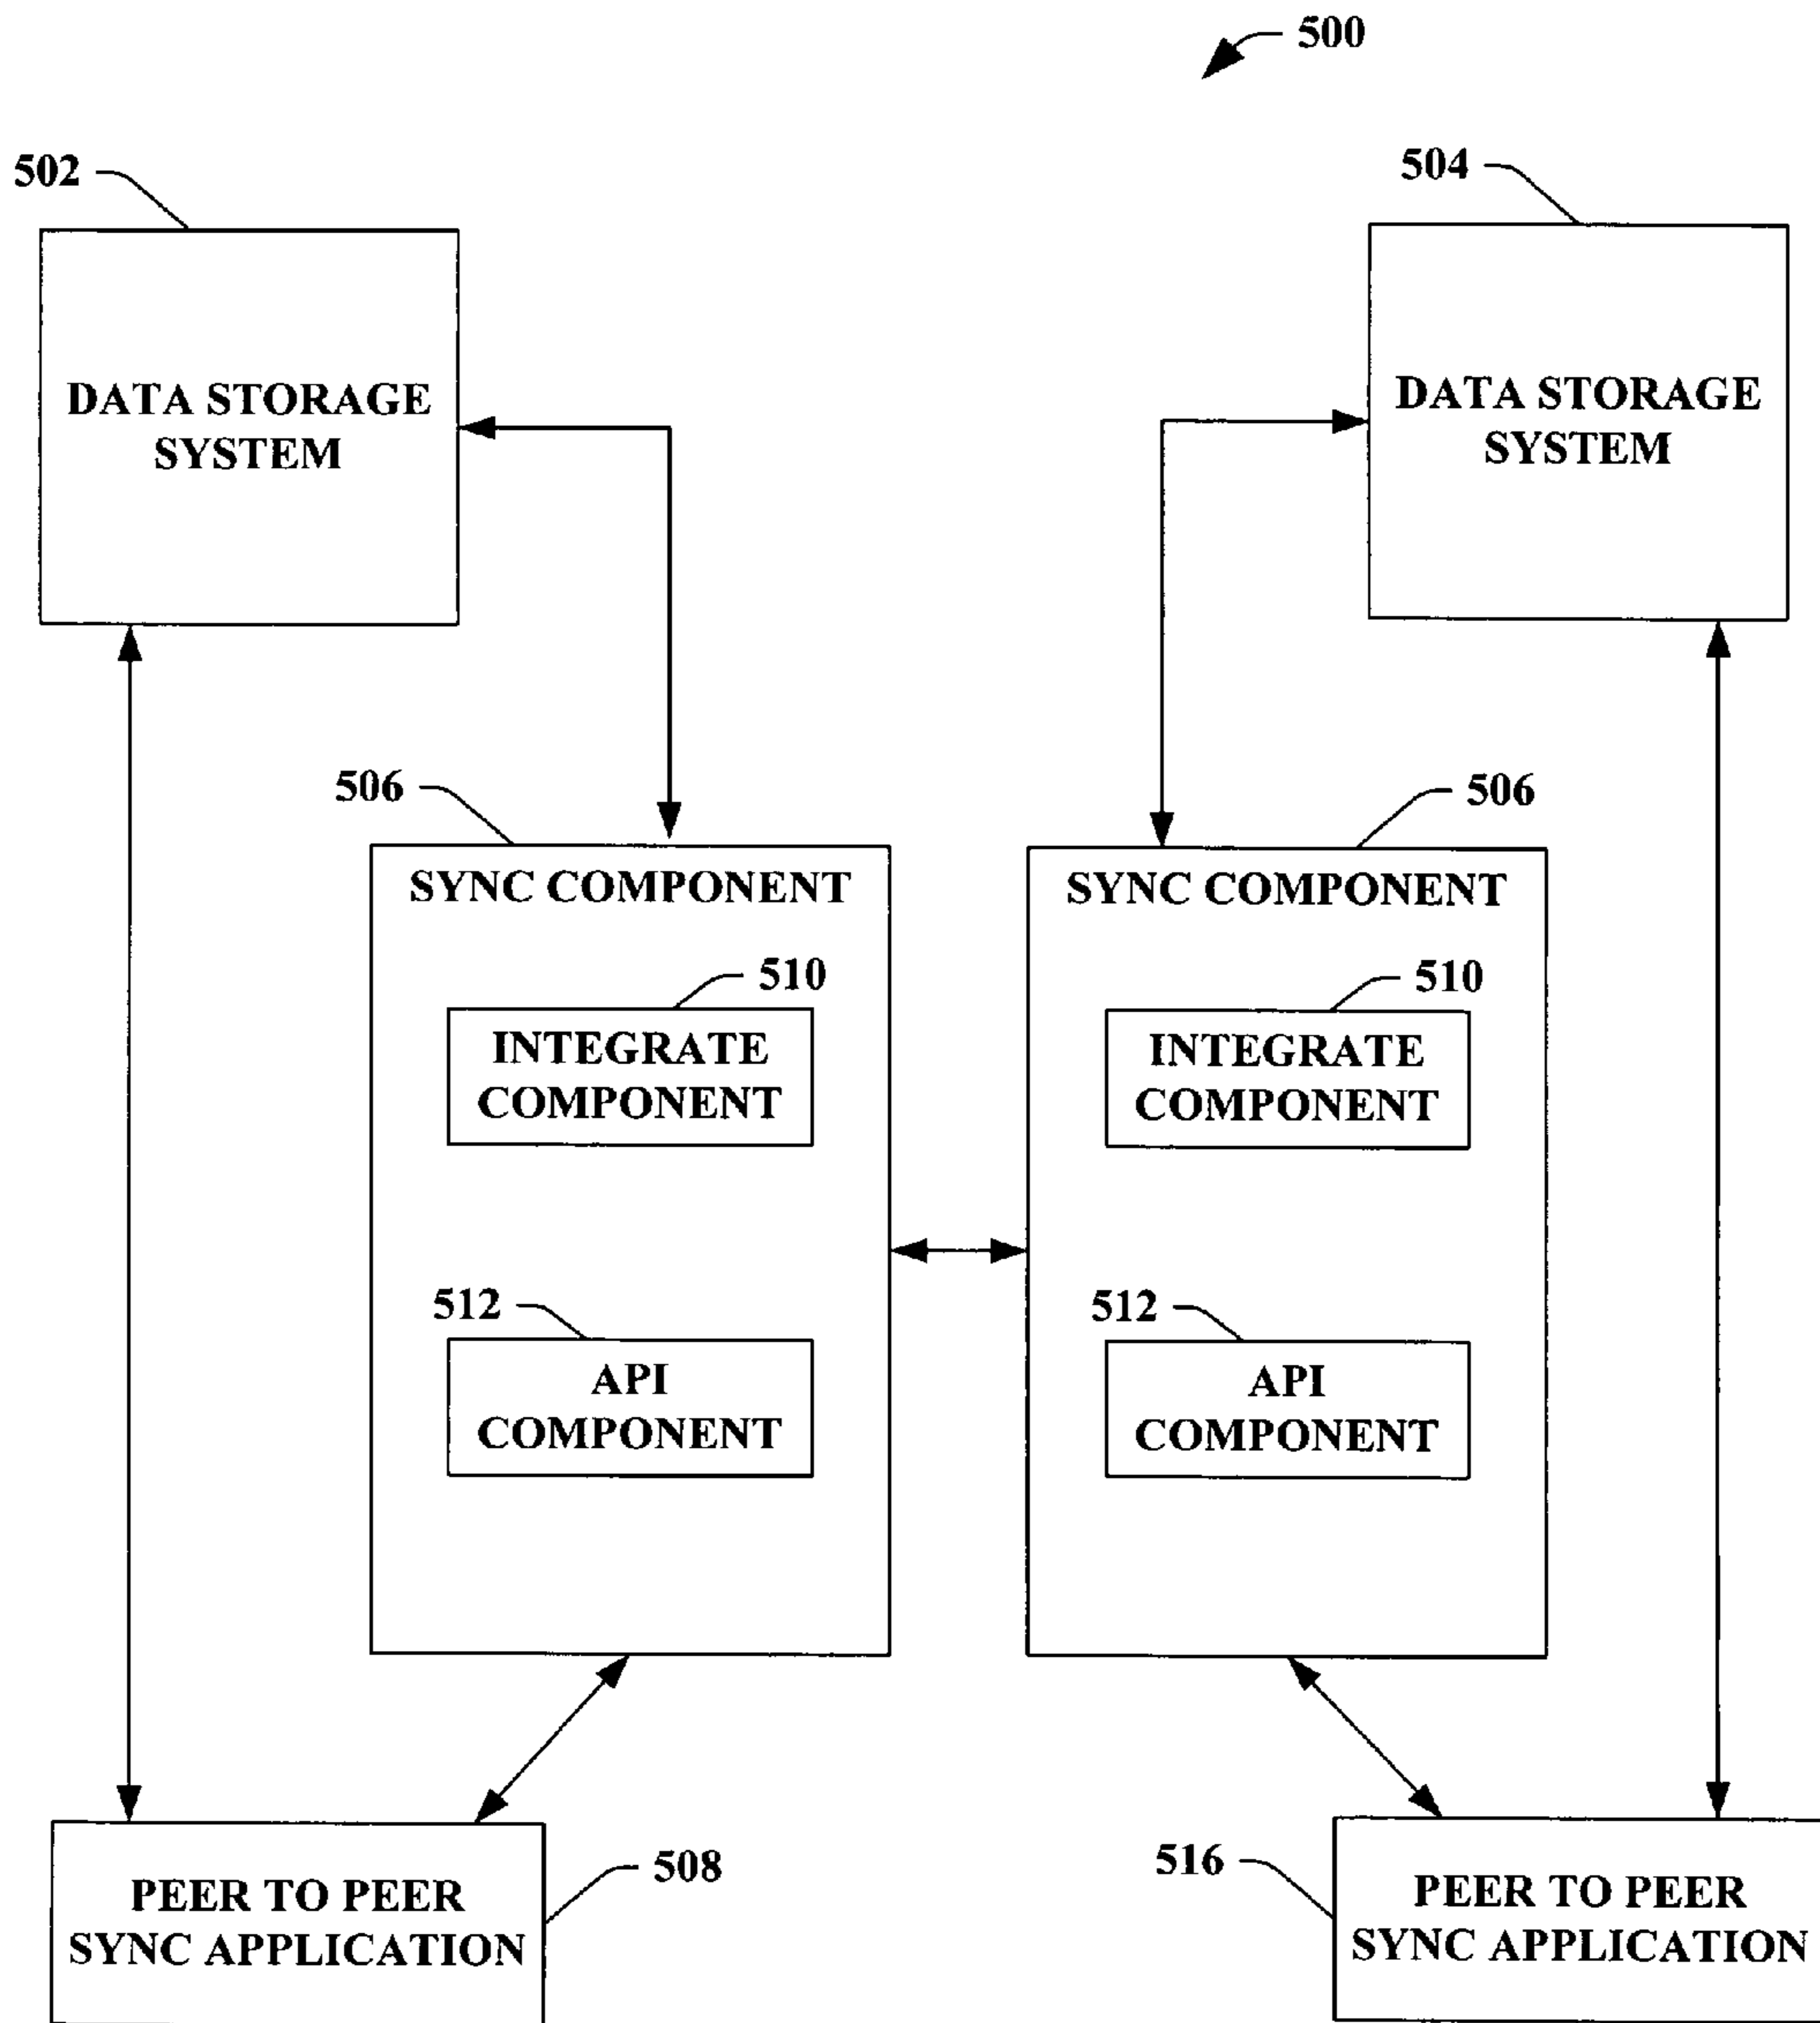 500
502
504
DATA STORAGE
SYSTEM
DATA STORAGE
SYSTEM
506
506
SYNC COMPONENT
SYNC COMPONENT
510
510
INTEGRATE
COMPONENT
INTEGRATE
COMPONENT
512
512
API
COMPONENT
API
COMPONENT
508
516
PEER TO PEER
SYNC APPLICATION
PEER TO PEER
SYNC APPLICATION